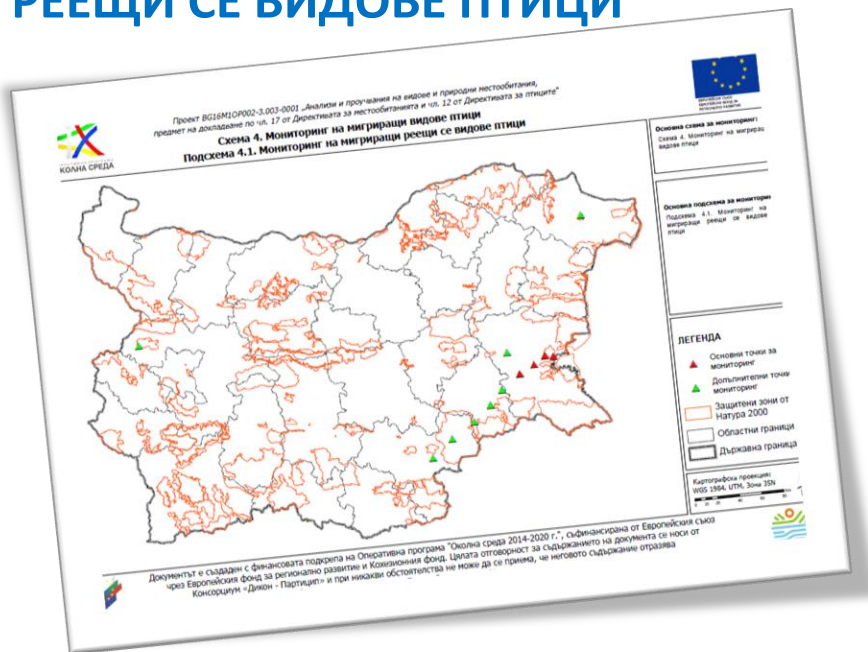 РЕЕЩИ СЕ ВИДОВЕ ПТИЦИ
Проект BG16M1OP002-3.003-0001 „Анализи и проучвания на видове и природни местообитания,
предмет на докладване по чл. 17 от Директивата за местообитанията и чл. 12 от Директивата за птиците"
Схема 4. Мониторинг на мигриращи видове птици
Подсхема 4.1. Мониторинг на мигриращи реещи се видове птици
КОЛНА СРЕДА
Основна схема за мониторинг:
Схема 4. Мониторинг на мигрирац
видове птици
Основна подсхема за мониторин
Подсхема 4.1. Мониторинг на
мигриращи реещи се видове
птици
ЛЕГЕНДА
Основни точки за
мониторинг
Допълнителни точки
мониторинг
Защитени зони от
Натура 2000
Областни граници
Държавна граница
Картографска проекция:
WGS 1984, UTM, Зона 35N
Документът е създаден с финансовата подкрепа на Оперативна програма "Околна среда 2014-2020 г.", съфинансирана от Европейския съюз
чрез Европейския фонд за регионално развитие и Кохезионния фонд. Цялата отговорност за съдържанието на документа се носи от
Консорциум «Дикон - Партицип» и при никакви обстоятелства не може да се приема, че неговото съдържание отразява